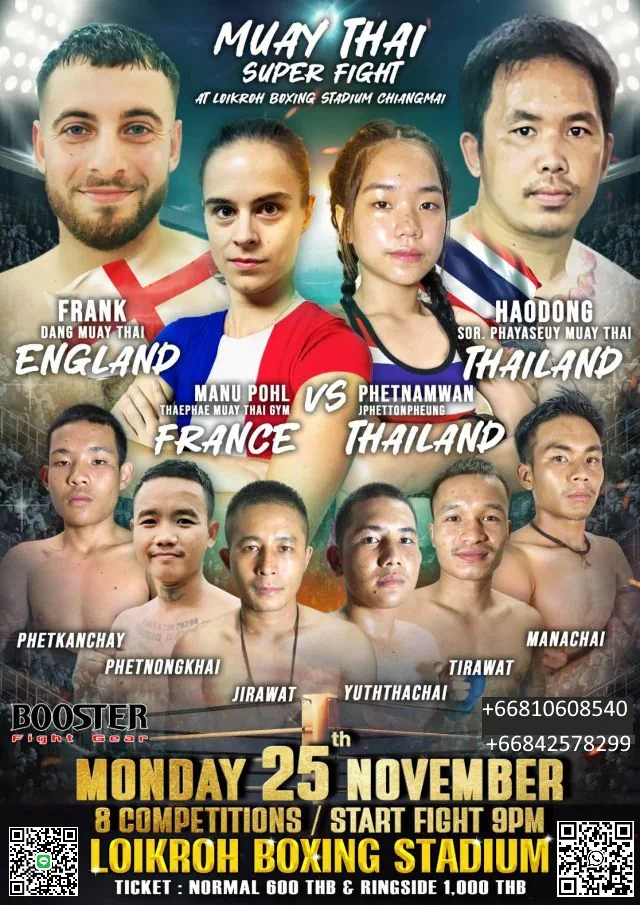 MUAY THAI
SUPER FIGHT
AT LOIKROH BOXING STADIUM CHIANGMAI
FRANK
DANG MUAY THAI
ENGLAND
HAODONG
SOR. PHAYASEUY MUAY THAI
THAILAND
MANU POHL
THAEPHAE MUAY THAI GYM
FRANCE
VS
PHETNAMWAN
JPHETTONPHEUNG
THAILAND
PHETKANCHAY
PHETNONGKHAI
JIRAWAT
YUTHTHACHAI
TIRAWAT
MANACHAI
BOOSTER
Fight Gear
+66810608540
+66842578299
MONDAY 25th NOVEMBER
8 COMPETITIONS / START FIGHT 9PM
LOIKROH BOXING STADIUM
TICKET : NORMAL 600 THB & RINGSIDE 1,000 THB